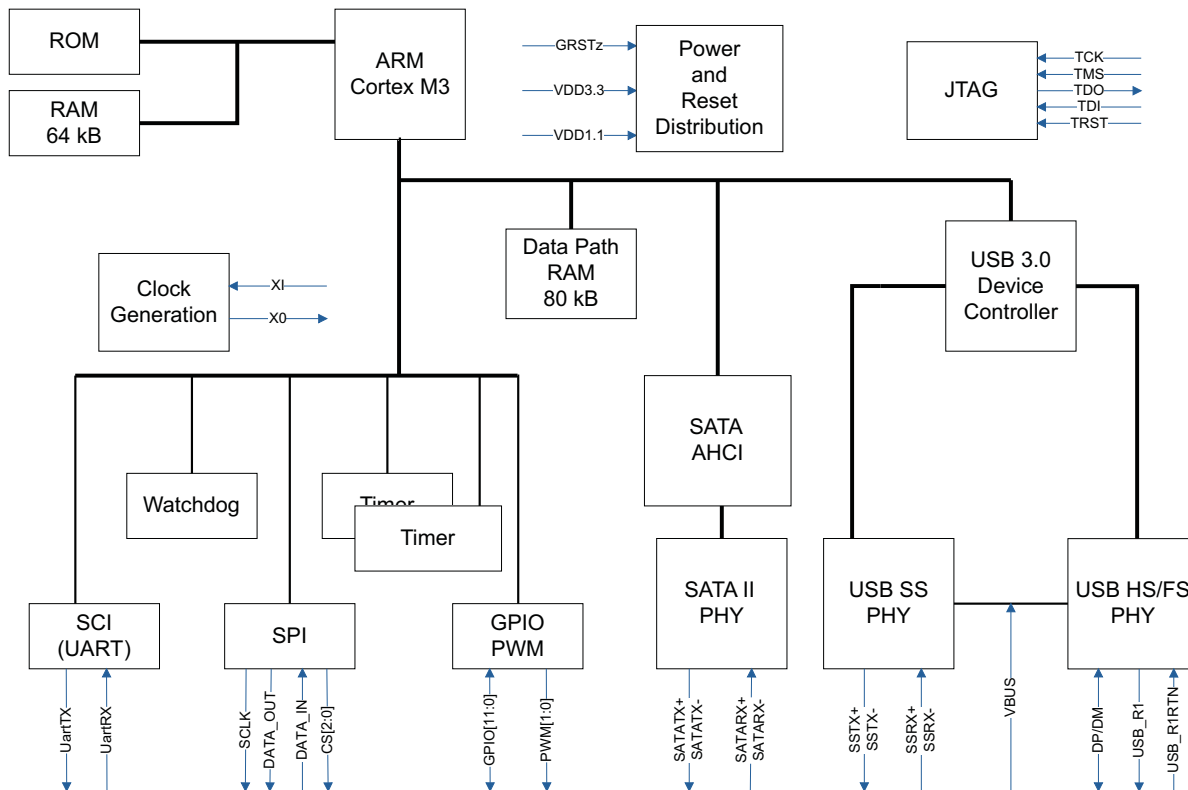 ROM
RAM
64 kB
ARM
Cortex M3
GRSTz
VDD3.3
VDD1.1
Power
and
Reset
Distribution
JTAG
TCK
TMS
TDO
TDI
TRST
Clock
Generation
XI
X0
Data Path
RAM
80 kB
USB 3.0
Device
Controller
SATA
AHCI
Watchdog
Timer
Timer
SCI
(UART)
SPI
GPIO
PWM
SATA II
PHY
USB SS
PHY
USB HS/FS
PHY
UartTX
UartRX
SCLK
DATA_OUT
DATA_IN
CS[2:0]
GPIO[11:0]
PWM[1:0]
SATATX+
SATATX-
SATARX+
SATARX-
SSTX+
SSTX-
SSRX+
SSRX-
VBUS
DP/DM
USB_R1
USB_R1RTN